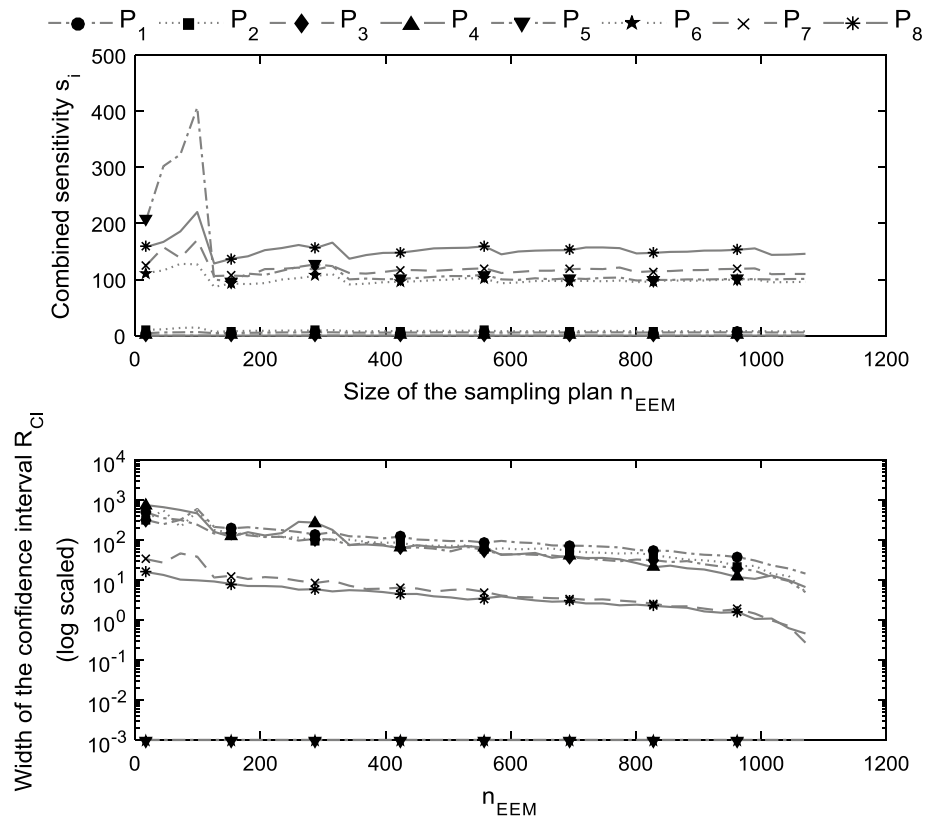 P1 P2 P3 P4 P5 P6 P7 P8
Combined sensitivity si
500
400
300
200
100
0
0 200 400 600 800 1000 1200
Size of the sampling plan nEEM
Width of the confidence interval RCI
(log scaled)
10^4
10^3
10^2
10^1
10^0
10^-1
10^-2
10^-3
0 200 400 600 800 1000 1200
nEEM